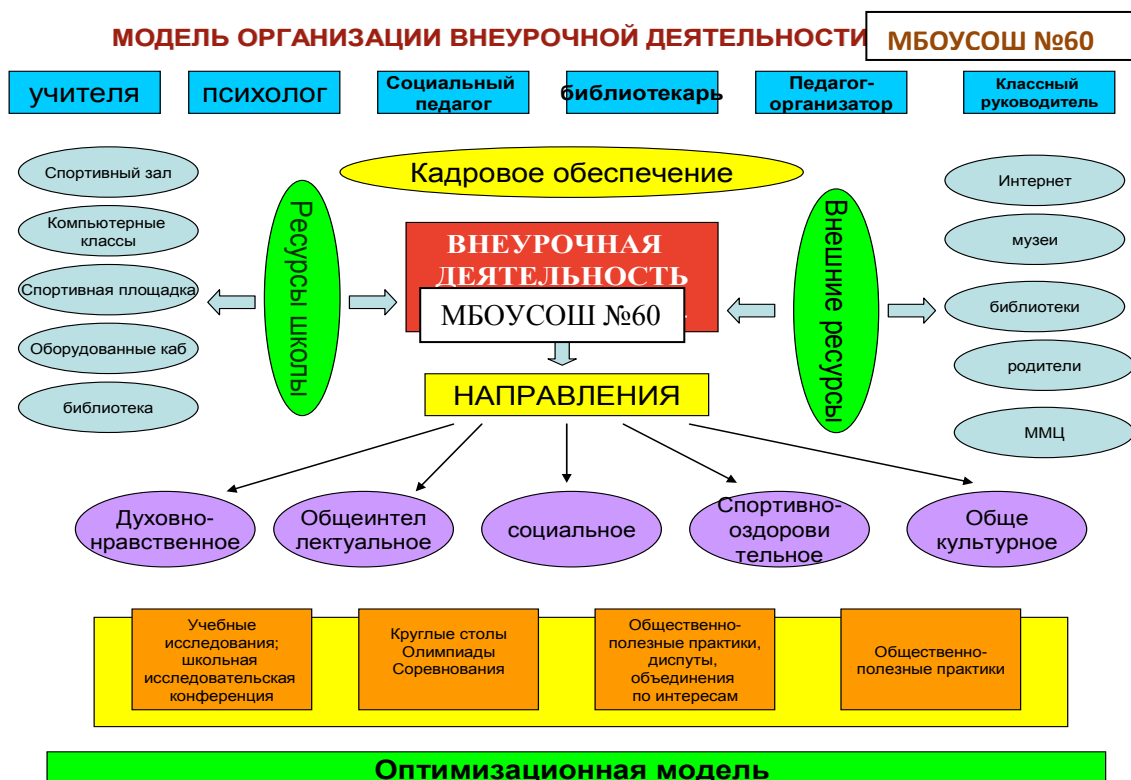 МОДЕЛЬ ОРГАНИЗАЦИИ ВНЕУРОЧНОЙ ДЕЯТЕЛЬНОСТИ
МБОУСОШ №60
учителя
психолог
Социальный
педагог
библиотекарь
Педагог-
организатор
Классный
руководитель
Кадровое обеспечение
Спортивный зал
Компьютерные
классы
Спортивная площадка
Оборудованные каб
библиотека
Ресурсы школы
ВНЕУРОЧНАЯ
ДЕЯТЕЛЬНОСТЬ
МБОУСОШ №60
Внешние ресурсы
Интернет
музеи
библиотеки
родители
ММЦ
НАПРАВЛЕНИЯ
Духовно-
нравственное
Общеинтел
лектуальное
социальное
Спортивно-
оздорови
тельное
Обще
культурное
Учебные
исследования;
школьная
исследовательская
конференция
Круглые столы
Олимпиады
Соревнования
Общественно-
полезные практики,
диспуты,
объединения
по интересам
Общественно-
полезные практики
Оптимизационная модель